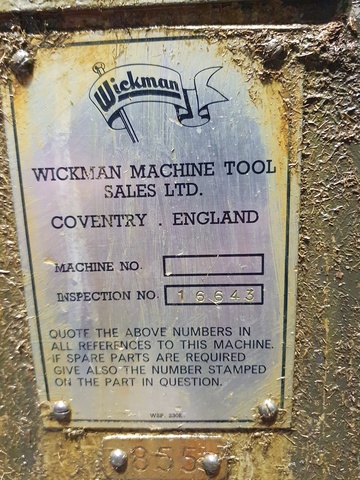 Wickman
WICKMAN MACHINE TOOL
SALES LTD.
COVENTRY . ENGLAND
MACHINE NO.
INSPECTION NO. 16643
QUOTE THE ABOVE NUMBERS IN
ALL REFERENCES TO THIS MACHINE.
IF SPARE PARTS ARE REQUIRED
GIVE ALSO THE NUMBER STAMPED
ON THE PART IN QUESTION.
855